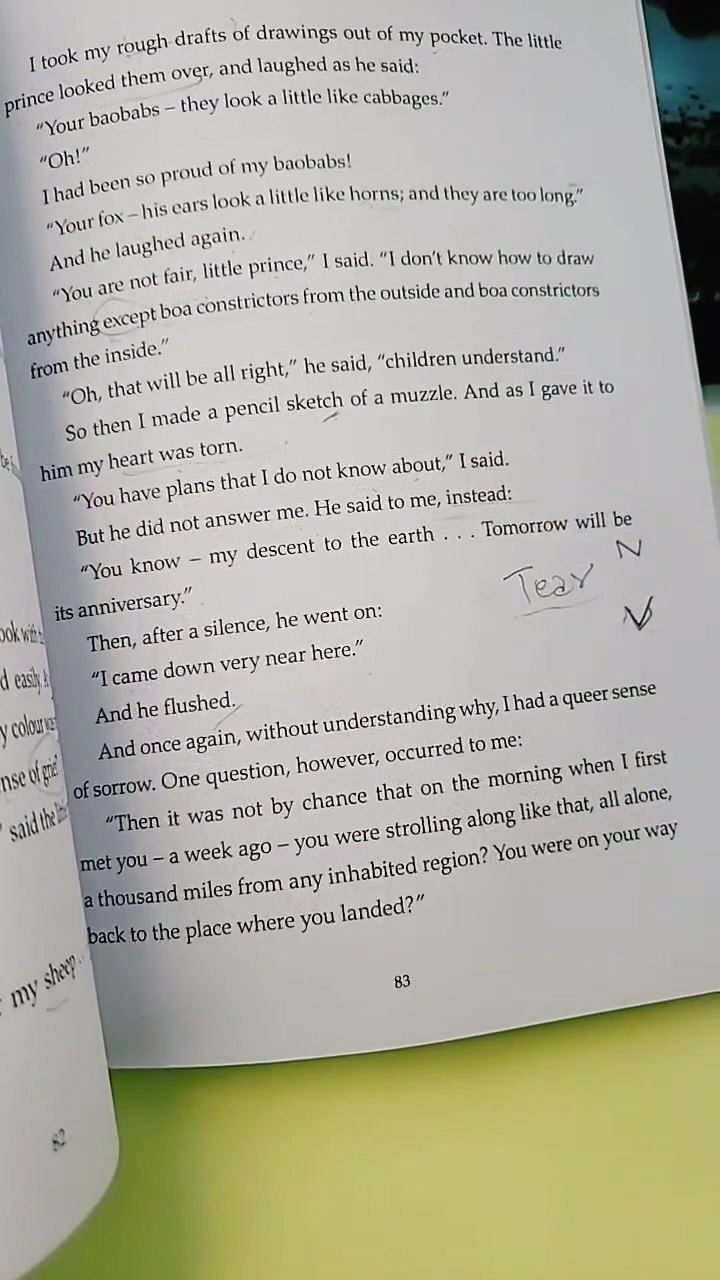 I took my rough drafts of drawings out of my pocket. The little
prince looked them over, and laughed as he said:
“Your baobabs – they look a little like cabbages.”
“Oh!”
I had been so proud of my baobabs!
“Your fox – his ears look a little like horns; and they are too long.”
And he laughed again.
“You are not fair, little prince,” I said. “I don’t know how to draw
anything except boa constrictors from the outside and boa constrictors
from the inside.”
“Oh, that will be all right,” he said, “children understand.”
So then I made a pencil sketch of a muzzle. And as I gave it to
him my heart was torn.
“You have plans that I do not know about,” I said.
But he did not answer me. He said to me, instead:
“You know – my descent to the earth . . . Tomorrow will be
its anniversary.”
Then, after a silence, he went on:
“I came down very near here.”
And he flushed.
And once again, without understanding why, I had a queer sense
of sorrow. One question, however, occurred to me:
“Then it was not by chance that on the morning when I first
met you – a week ago – you were strolling along like that, all alone,
a thousand miles from any inhabited region? You were on your way
back to the place where you landed?”
83
Tear
N
V
d easily.
y colour
nse of
said the
my sheep.
82